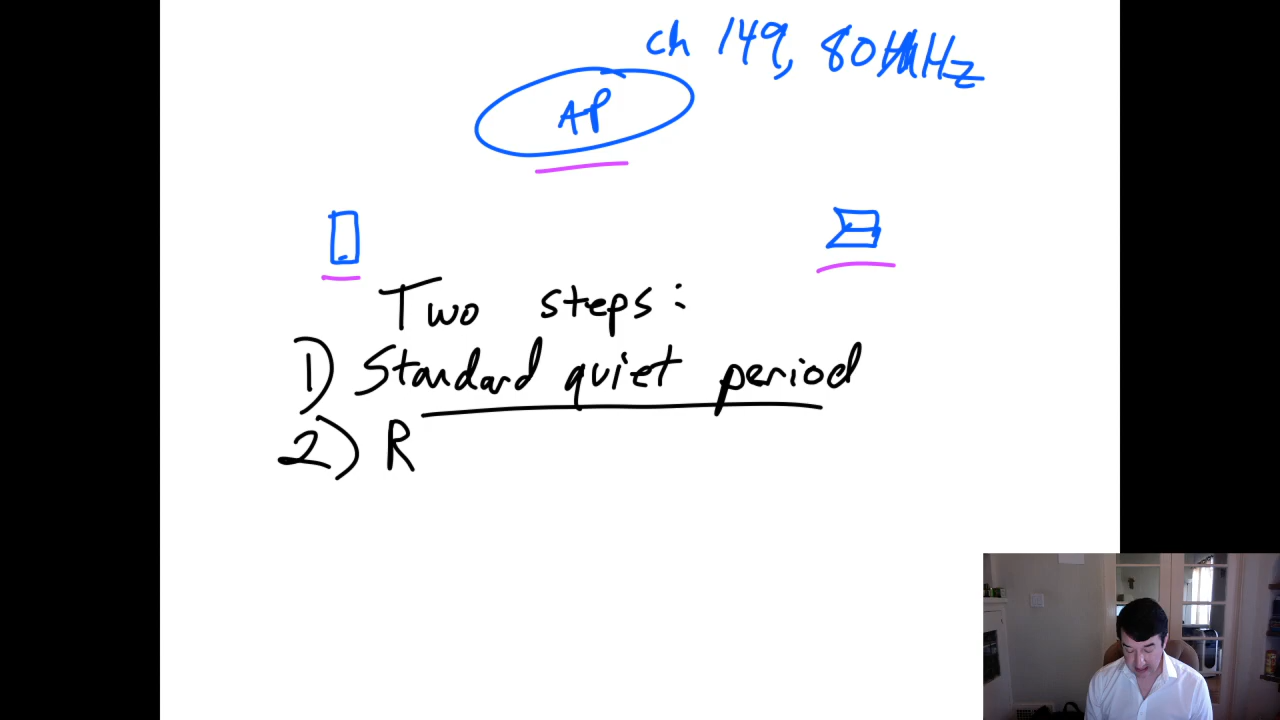 ch 149, 80MHz
AP
Two steps:
1) Standard quiet period
2) R